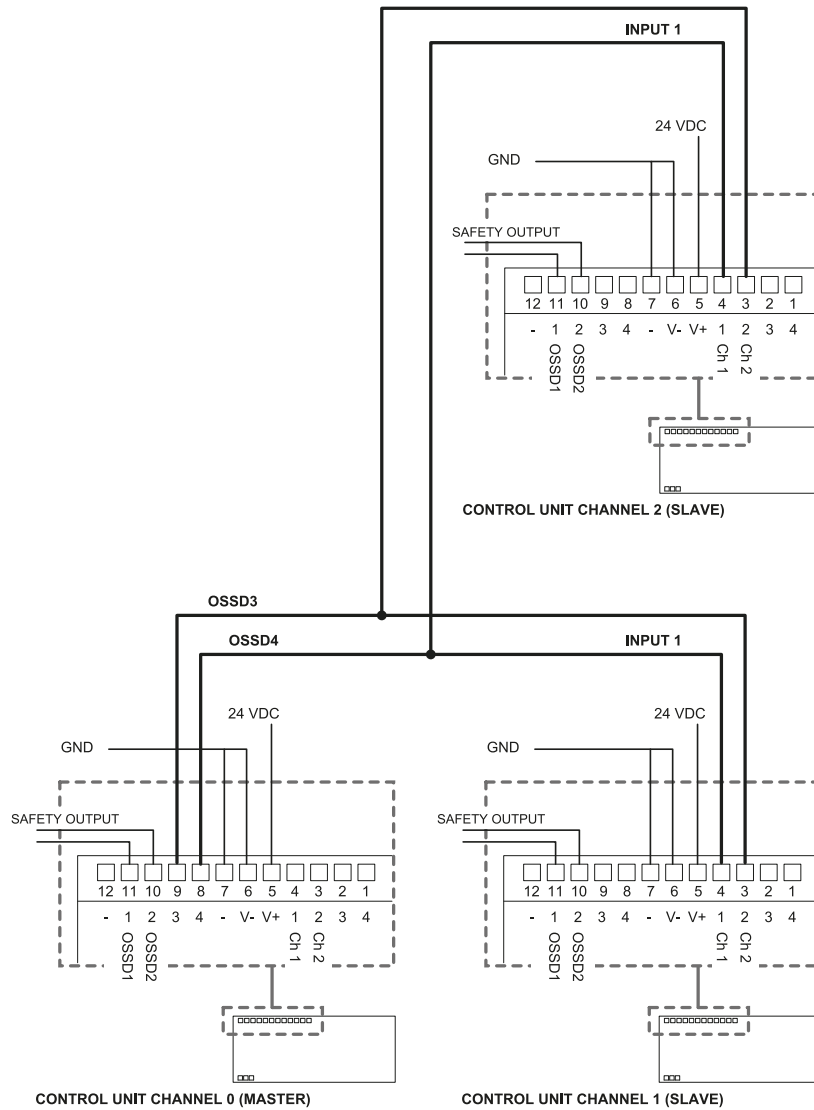 INPUT 1
24 VDC
GND
SAFETY OUTPUT
12 11 10 9 8 7 6 5 4 3 2 1
- 1 2 3 4 - V- V+ 1 2 3 4
OSSD1 OSSD2 Ch 1 Ch 2
CONTROL UNIT CHANNEL 2 (SLAVE)
OSSD3
OSSD4 INPUT 1
24 VDC
GND
SAFETY OUTPUT
12 11 10 9 8 7 6 5 4 3 2 1
- 1 2 3 4 - V- V+ 1 2 3 4
OSSD1 OSSD2 Ch 1 Ch 2
CONTROL UNIT CHANNEL 0 (MASTER)
24 VDC
GND
SAFETY OUTPUT
12 11 10 9 8 7 6 5 4 3 2 1
- 1 2 3 4 - V- V+ 1 2 3 4
OSSD1 OSSD2 Ch 1 Ch 2
CONTROL UNIT CHANNEL 1 (SLAVE)